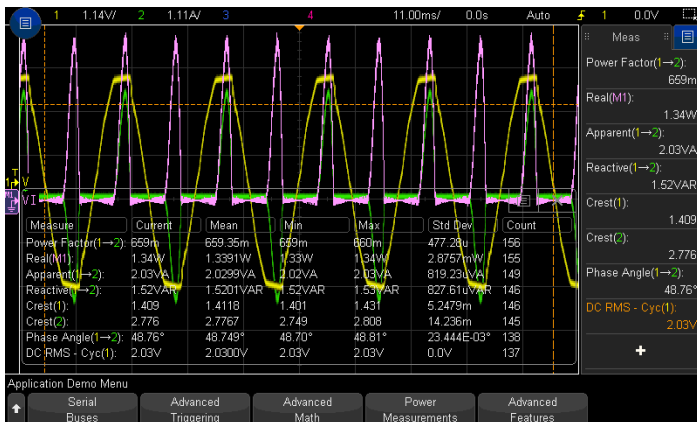 1 1.14V/ 2 1.11A/ 3 4 11.00ms/ 0.0s Auto 1 0.0V
Meas
Power Factor(1→2):
659m
Real(M1):
1.34W
Apparent(1→2):
2.03VA
Reactive(1→2):
1.52VAR
Crest(1):
1.409
Crest(2):
2.776
Phase Angle(1→2):
48.76°
DC RMS - Cyc(1):
2.03V
T
1 V
VI
Measure Current Mean Min Max Std Dev Count
Power Factor(1→2): 659m 659.35m 659m 660m 477.28u 156
Real(M1): 1.34W 1.3391W 1.33W 1.34W 2.8757mW 155
Apparent(1→2): 2.03VA 2.0299VA 2.02VA 2.03VA 819.23uVA 149
Reactive(1→2): 1.52VAR 1.5201VAR 1.52VAR 1.53VAR 827.61uVAR 146
Crest(1): 1.409 1.4118 1.401 1.431 5.2479m 146
Crest(2): 2.776 2.7767 2.749 2.808 14.236m 145
Phase Angle(1→2): 48.76° 48.749° 48.70° 48.81° 23.444E-03° 138
DC RMS - Cyc(1): 2.03V 2.0300V 2.03V 2.03V 0.0V 137
Application Demo Menu
Serial Buses
Advanced Triggering
Advanced Math
Power Measurements
Advanced Features